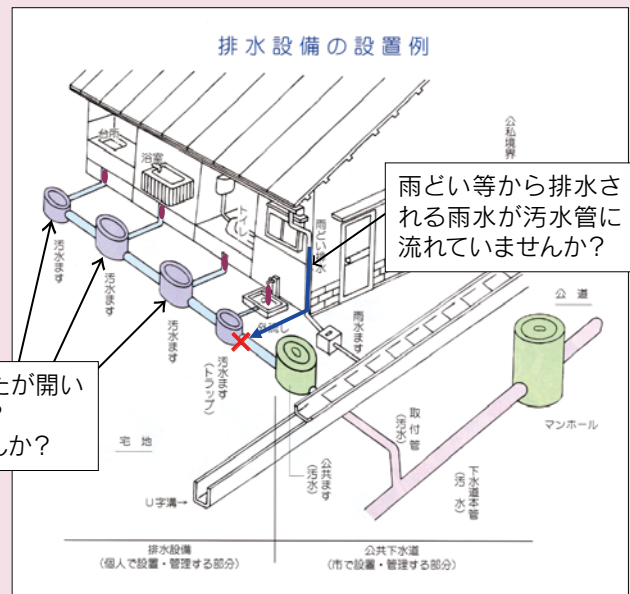 排水設備の設置例
公私境界
台所
浴室
トイレ
雨どい等から排水さ
れる雨水が汚水管に
流れていませんか?
汚水ます
汚水ます
汚水ます
汚水ます
(トラップ)
雨水ます
公道
マンホール
たが開い
んか?
宅地
取付管
(汚水)
公共ます
(汚水)
下水道本管
(汚水)
U字溝→
排水設備
(個人で設置・管理する部分)
公共下水道
(市で設置・管理する部分)